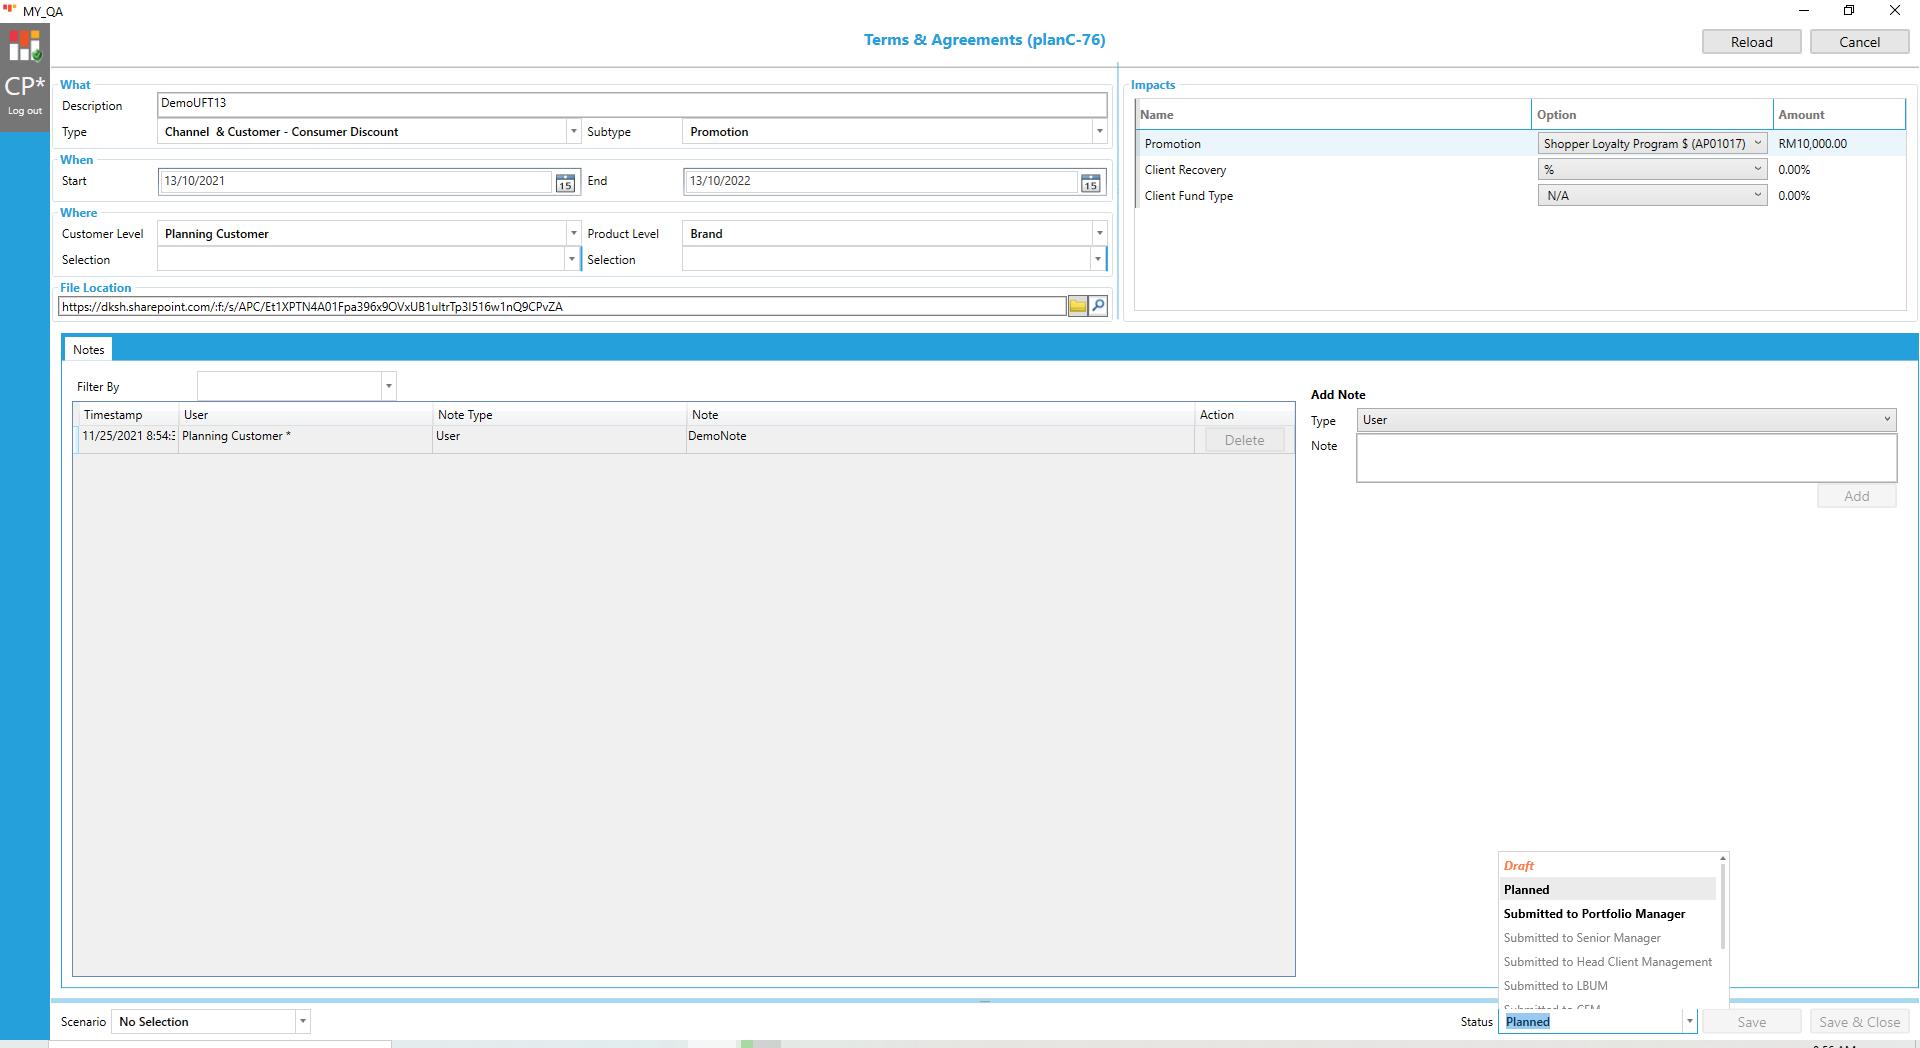 MY_QA
Terms & Agreements (planC-76)
Reload
Cancel
CP*
Log out
What
Description
DemoUFT13
Type
Channel & Customer - Consumer Discount
Subtype
Promotion
When
Start
13/10/2021
15
End
13/10/2022
15
Where
Customer Level
Planning Customer
Product Level
Brand
Selection
Selection
File Location
https://dksh.sharepoint.com/:f:/s/APC/Et1XPTN4A01Fpa396x9OVxUB1ultrTp3I516w1nQ9CPvZA
Impacts
Name
Option
Amount
Promotion
Shopper Loyalty Program $ (AP01017)
RM10,000.00
Client Recovery
%
0.00%
Client Fund Type
N/A
0.00%
Notes
Filter By
Timestamp
User
Note Type
Note
Action
11/25/2021 8:54:3
Planning Customer *
User
DemoNote
Delete
Add Note
Type
User
Note
Add
Draft
Planned
Submitted to Portfolio Manager
Submitted to Senior Manager
Submitted to Head Client Management
Submitted to LBUM
Submitted to CFM
Scenario
No Selection
Status
Planned
Save
Save & Close